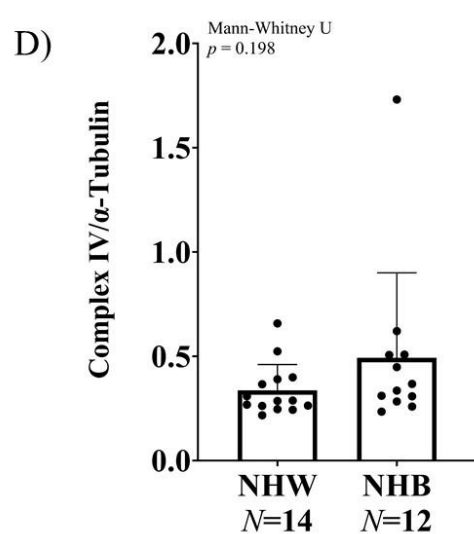 D)
Mann-Whitney U
p = 0.198
Complex IV/α-Tubulin
2.0
1.5
1.0
0.5
0.0
NHW
NHB
N=14
N=12